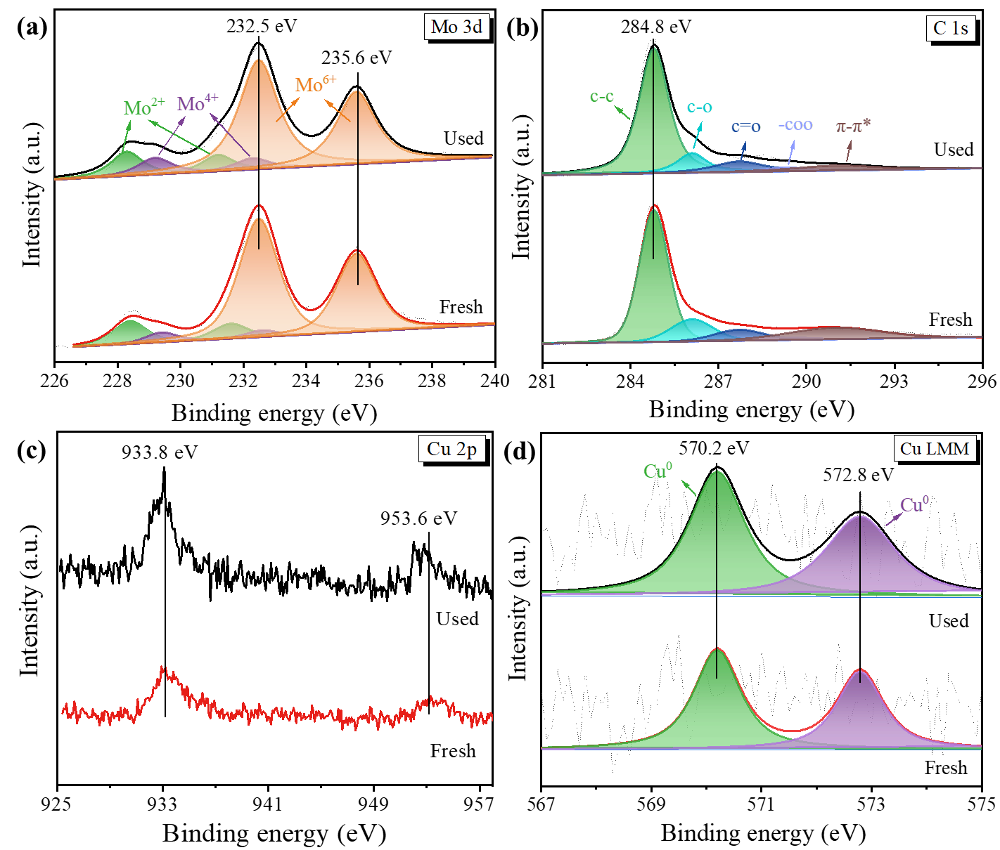 (a)
232.5 eV
Mo 3d
235.6 eV
Mo²⁺
Mo⁴⁺
Mo⁶⁺
Used
Fresh
Intensity (a.u.)
226 228 230 232 234 236 238 240
Binding energy (eV)
(b)
284.8 eV
C 1s
c-c
c-o
c=o
-coo
π-π*
Used
Fresh
Intensity (a.u.)
281 284 287 290 293 296
Binding energy (eV)
(c)
933.8 eV
Cu 2p
953.6 eV
Used
Fresh
Intensity (a.u.)
925 933 941 949 957
Binding energy (eV)
(d)
570.2 eV
Cu LMM
Cu⁰
572.8 eV
Cu⁰
Used
Fresh
Intensity (a.u.)
567 569 571 573 575
Binding energy (eV)